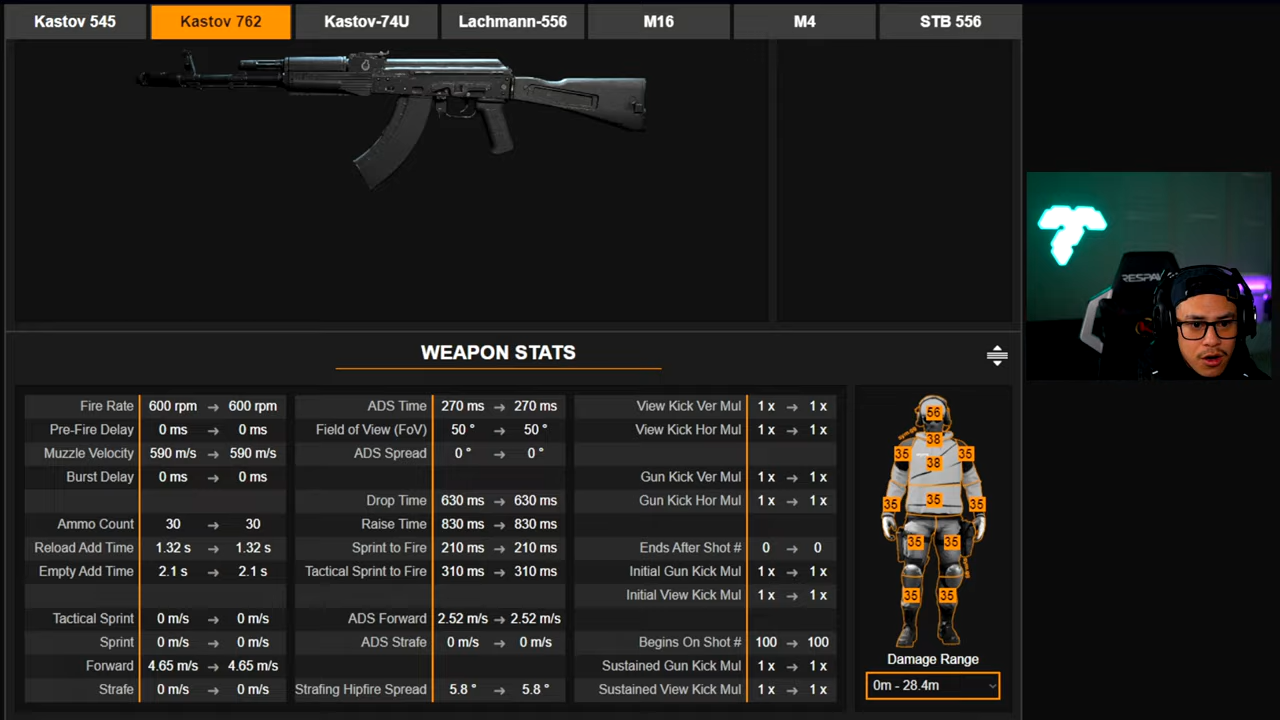 Kastov 545
Kastov 762
Kastov-74U
Lachmann-556
M16
M4
STB 556
WEAPON STATS
Fire Rate 600 rpm → 600 rpm
Pre-Fire Delay 0 ms → 0 ms
Muzzle Velocity 590 m/s → 590 m/s
Burst Delay 0 ms → 0 ms
Ammo Count 30 → 30
Reload Add Time 1.32 s → 1.32 s
Empty Add Time 2.1 s → 2.1 s
Tactical Sprint 0 m/s → 0 m/s
Sprint 0 m/s → 0 m/s
Forward 4.65 m/s → 4.65 m/s
Strafe 0 m/s → 0 m/s
ADS Time 270 ms → 270 ms
Field of View (FoV) 50 ° → 50 °
ADS Spread 0 ° → 0 °
Drop Time 630 ms → 630 ms
Raise Time 830 ms → 830 ms
Sprint to Fire 210 ms → 210 ms
Tactical Sprint to Fire 310 ms → 310 ms
ADS Forward 2.52 m/s → 2.52 m/s
ADS Strafe 0 m/s → 0 m/s
Strafing Hipfire Spread 5.8 ° → 5.8 °
View Kick Ver Mul 1 x → 1 x
View Kick Hor Mul 1 x → 1 x
Gun Kick Ver Mul 1 x → 1 x
Gun Kick Hor Mul 1 x → 1 x
Ends After Shot # 0 → 0
Initial Gun Kick Mul 1 x → 1 x
Initial View Kick Mul 1 x → 1 x
Begins On Shot # 100 → 100
Sustained Gun Kick Mul 1 x → 1 x
Sustained View Kick Mul 1 x → 1 x
56
38
35 35
38
35
35 35
35 35
35 35
Damage Range
0m - 28.4m
RESPAW